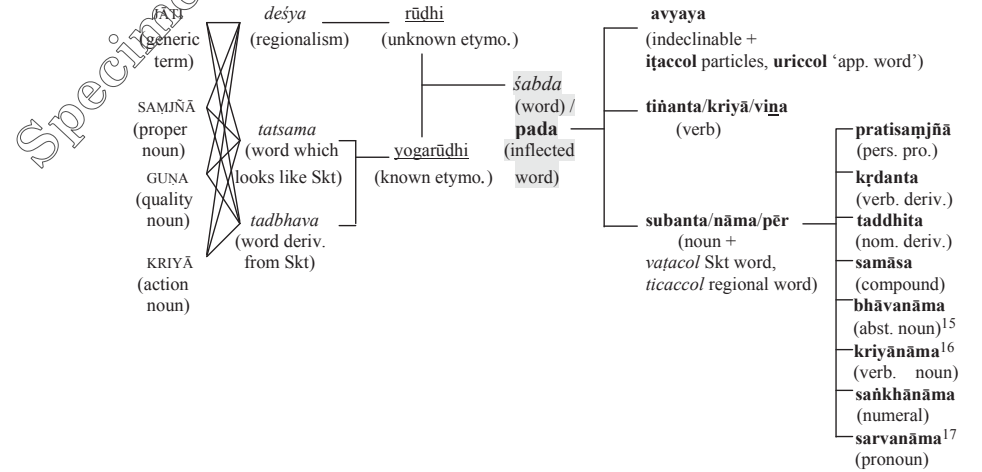 JĀTI
(generic
term)
SAṂJÑĀ
(proper
noun)
GUṆA
(quality
noun)
KRIYĀ
(action
noun)
deśya
(regionalism)
tatsama
(word which
looks like Skt)
tadbhava
(word deriv.
from Skt)
rūdhi
(unknown etymo.)
yogarūḍhi
(known etymo.)
śabda
(word) /
pada
(inflected
word)
avyaya
(indeclinable +
iṭaccol particles, uriccol ‘app. word’)
tiṅanta/kriyā/viṉa
(verb)
subanta/nāma/pēr
(noun +
vaṭacol Skt word,
ticaccol regional word)
pratisaṃjñā
(pers. pro.)
kṛdanta
(verb. deriv.)
taddhita
(nom. deriv.)
samāsa
(compound)
bhāvanāma
(abst. noun)15
kriyānāma16
(verb. noun)
saṅkhānāma
(numeral)
sarvanāma17
(pronoun)
Specime